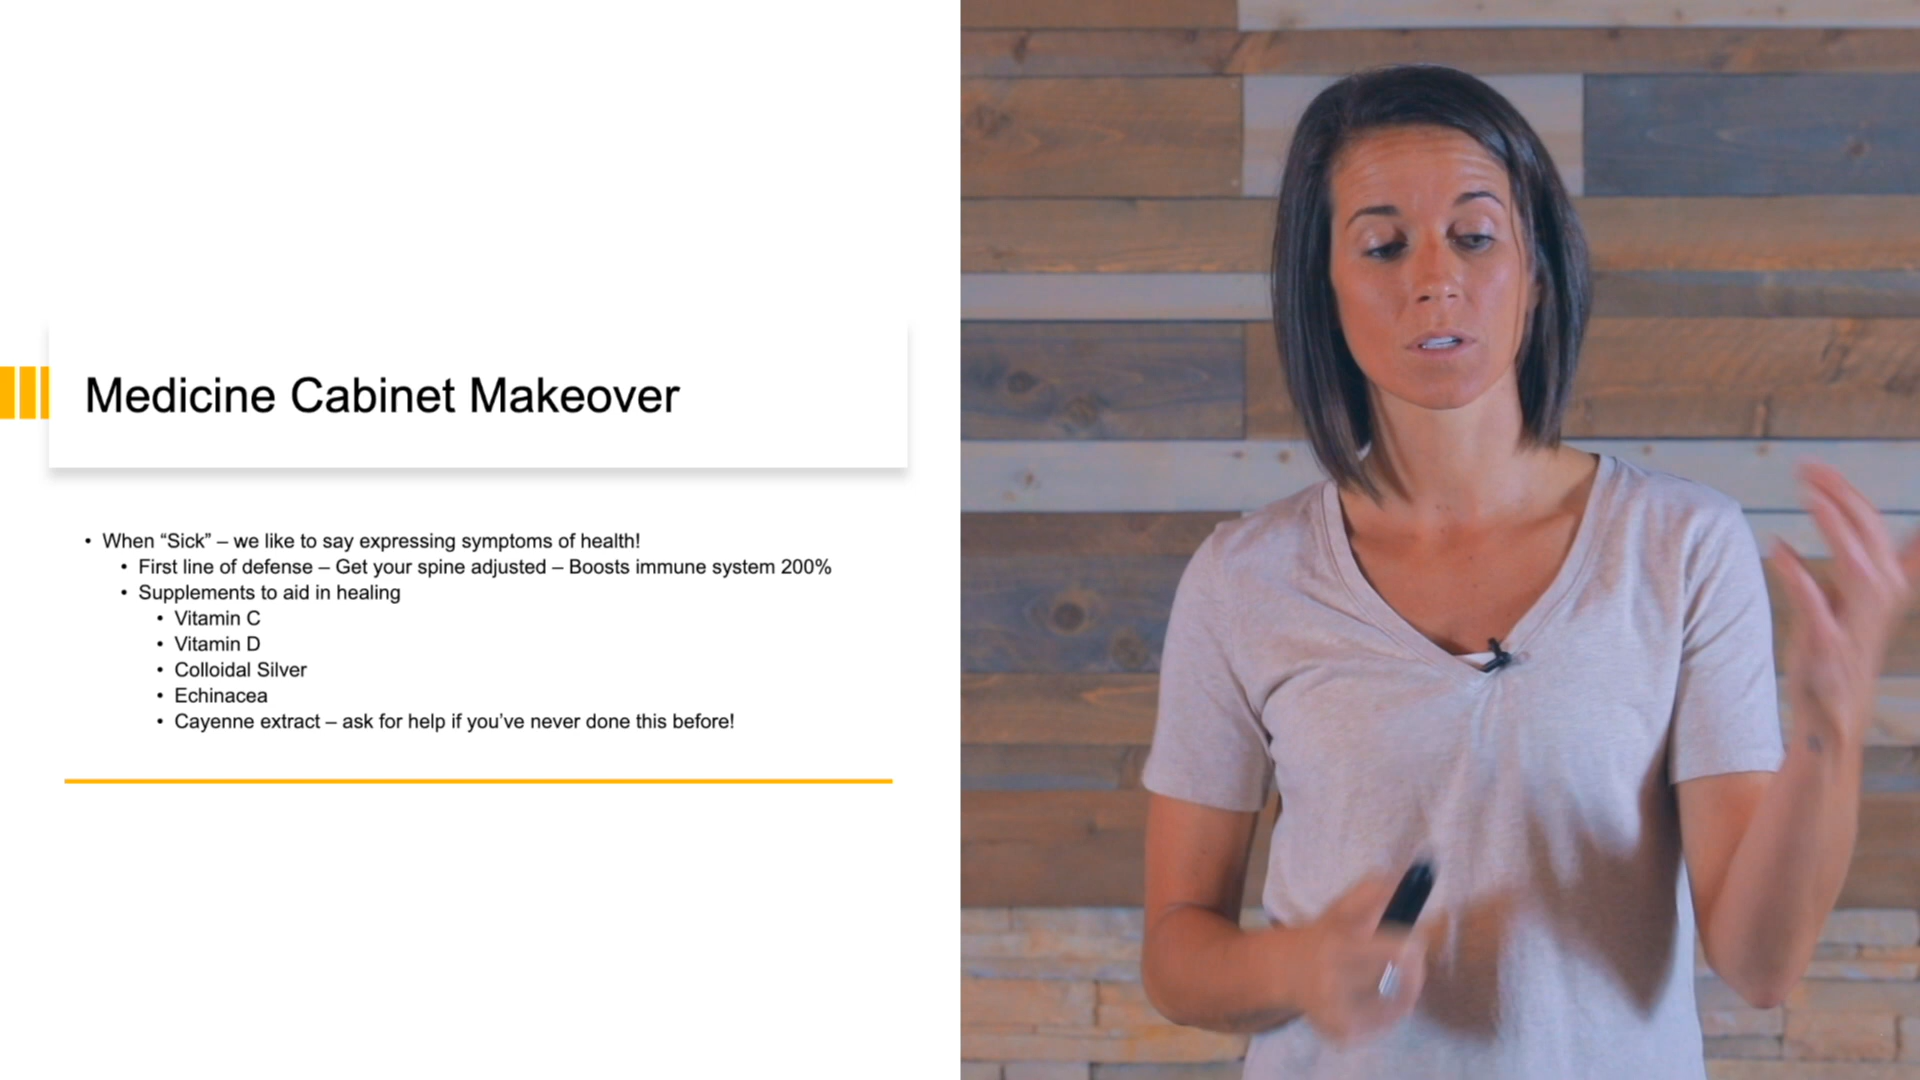 Medicine Cabinet Makeover
• When “Sick” – we like to say expressing symptoms of health!
• First line of defense – Get your spine adjusted – Boosts immune system 200%
• Supplements to aid in healing
• Vitamin C
• Vitamin D
• Colloidal Silver
• Echinacea
• Cayenne extract – ask for help if you’ve never done this before!